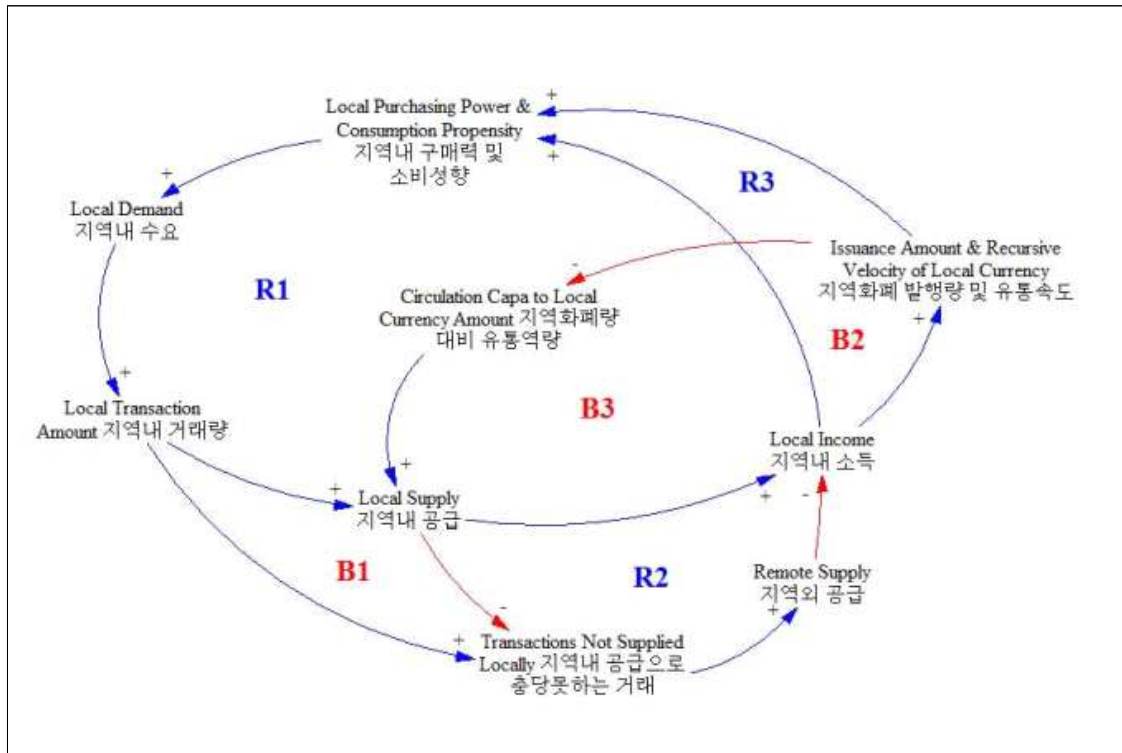 Local Purchasing Power &
Consumption Propensity
지역내 구매력 및
소비성향
+
+
+
R3
Local Demand
지역내 수요
Issuance Amount & Recursive
Velocity of Local Currency
지역화폐 발행량 및 유통속도
-
R1
Circulation Capa to Local
Currency Amount 지역화폐량
대비 유통역량
+
B2
+
B3
Local Transaction
Amount 지역내 거래량
Local Income
지역내 소득
+
+
Local Supply
지역내 공급
+
-
B1
R2
Remote Supply
지역외 공급
-
+
+
Transactions Not Supplied
Locally 지역내 공급으로
충당못하는 거래